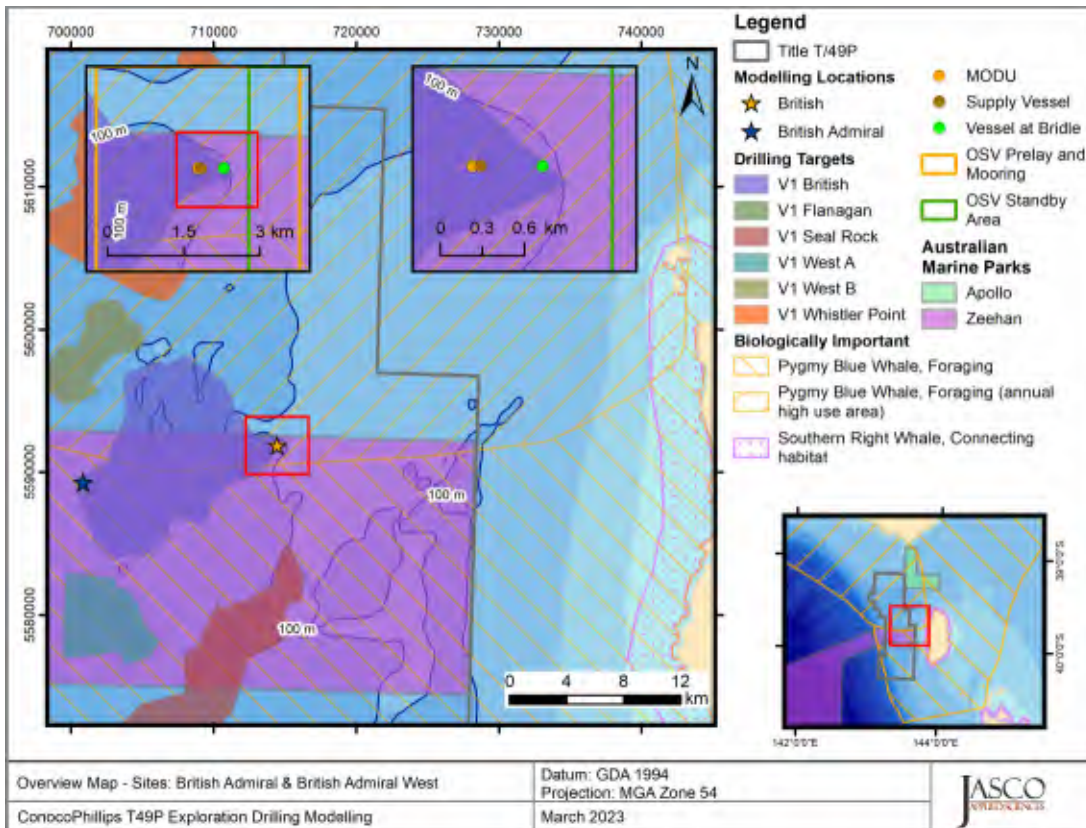 700000
710000
720000
730000
740000
5610000
5600000
5590000
5580000
100 m
100 m
0
1.5
3 km
100 m
0
0.3
0.6 km
N
100 m
100 m
0
4
8
12
km
Legend
Title T/49P
Modelling Locations
British
British Admiral
Drilling Targets
V1 British
V1 Flanagan
V1 Seal Rock
V1 West A
V1 West B
V1 Whistler Point
Biologically Important
Pygmy Blue Whale, Foraging
Pygmy Blue Whale, Foraging (annual
high use area)
Southern Right Whale, Connecting
habitat
MODU
Supply Vessel
Vessel at Bridle
OSV Prelay and
Mooring
OSV Standby
Area
Australian
Marine Parks
Apollo
Zeehan
39°0'0"S
40°0'0"S
142°0'0"E
144°0'0"E
Overview Map - Sites: British Admiral & British Admiral West
ConocoPhillips T49P Exploration Drilling Modelling
Datum: GDA 1994
Projection: MGA Zone 54
March 2023
JASCO
APPLIED SCIENCES